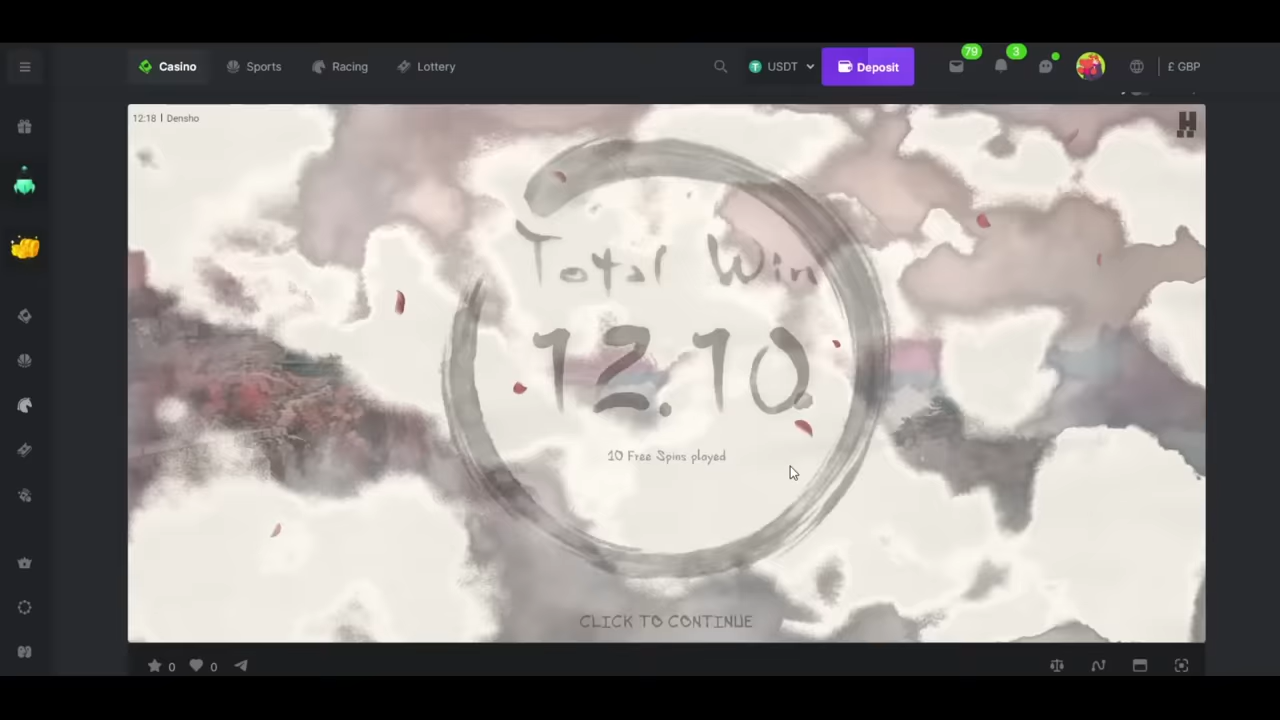 Casino
Sports
Racing
Lottery
USDT
Deposit
79
3
£ GBP
12:18 | Densho
Total Win
12.10
10 Free Spins played
CLICK TO CONTINUE
0
0